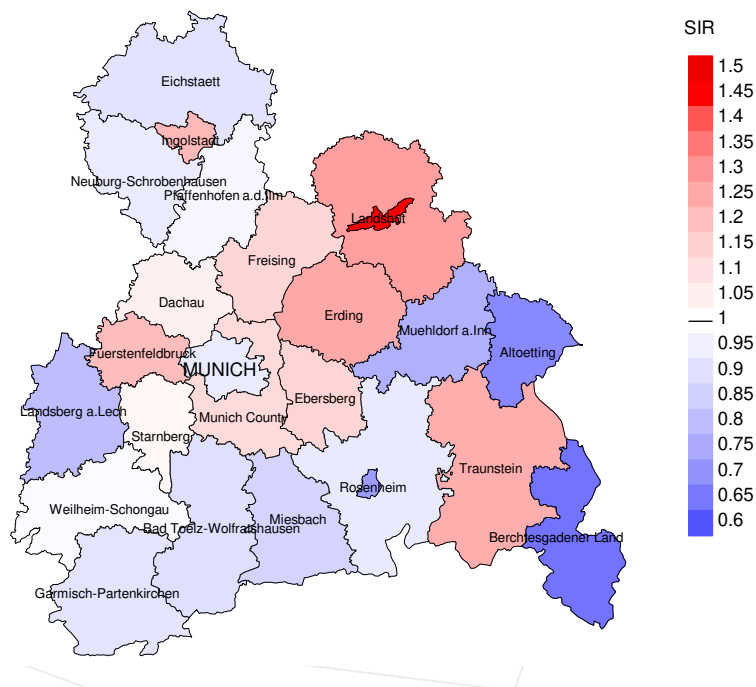 SIR
Eichstaett
Ingolstadt
Neuburg-Schrobenhausen
Pfaffenhofen a.d.Ilm
Landshut
Freising
Dachau
Erding
Muehldorf a.Inn
Altoetting
Fuerstenfeldbruck
MUNICH
Ebersberg
Landsberg a.Lech
Munich County
Starnberg
Traunstein
Rosenheim
Weilheim-Schongau
Miesbach
Bad Toelz-Wolfratshausen
Berchtesgadener Land
Garmisch-Partenkirchen
1.5
1.45
1.4
1.35
1.3
1.25
1.2
1.15
1.1
1.05
1
0.95
0.9
0.85
0.8
0.75
0.7
0.65
0.6